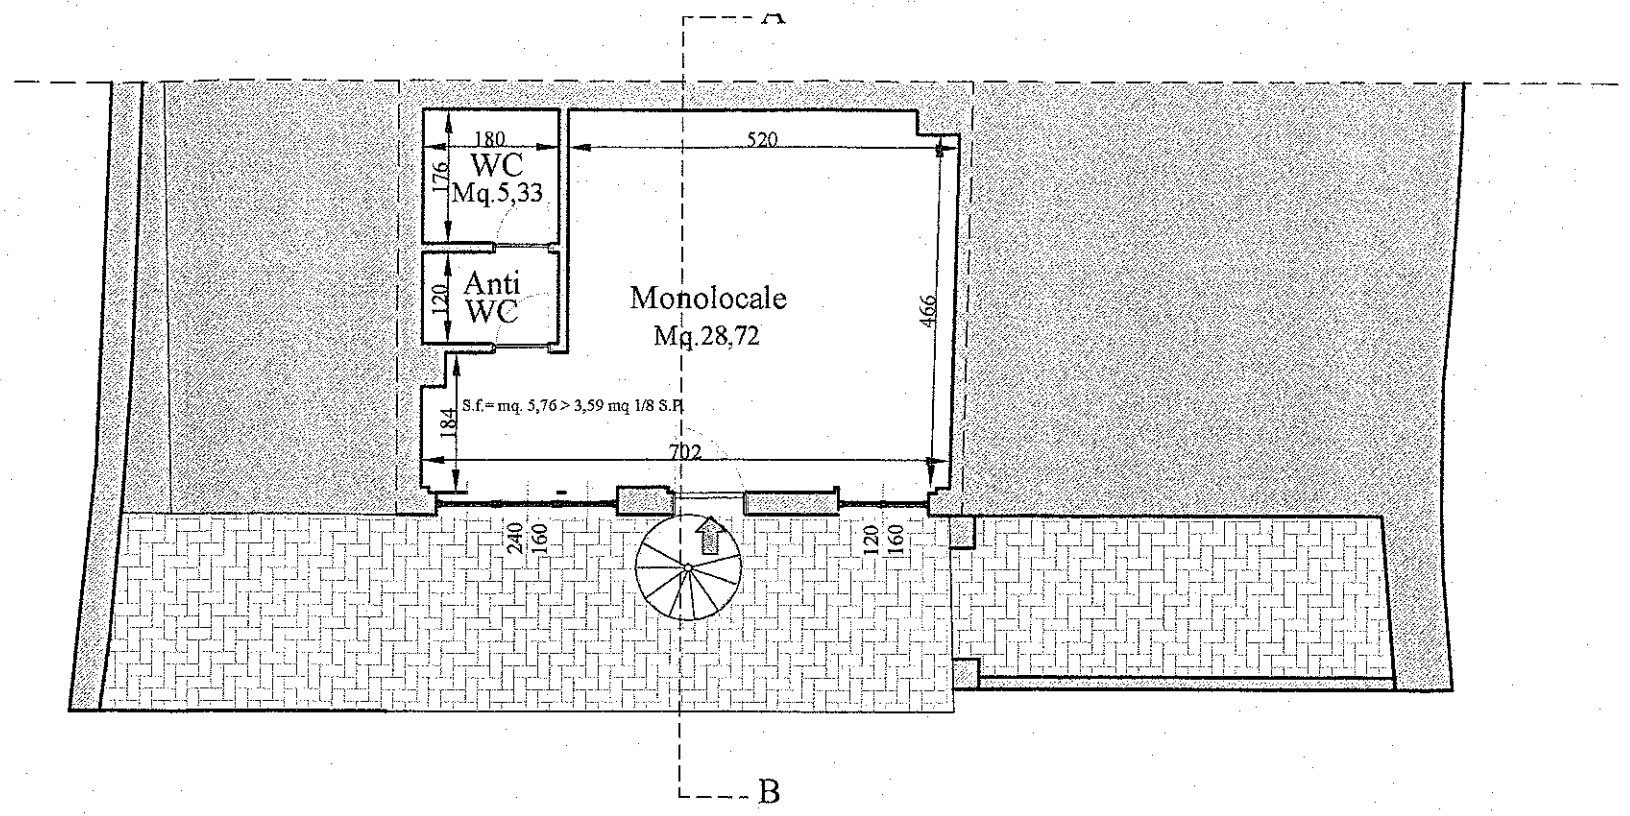 A
180
520
WC
176
Mq.5,33
Anti
WC
120
Monolocale
Mq.28,72
466
S.f.= mq. 5,76 > 3,59 mq 1/8 S.P.
184
702
240
160
120
160
B